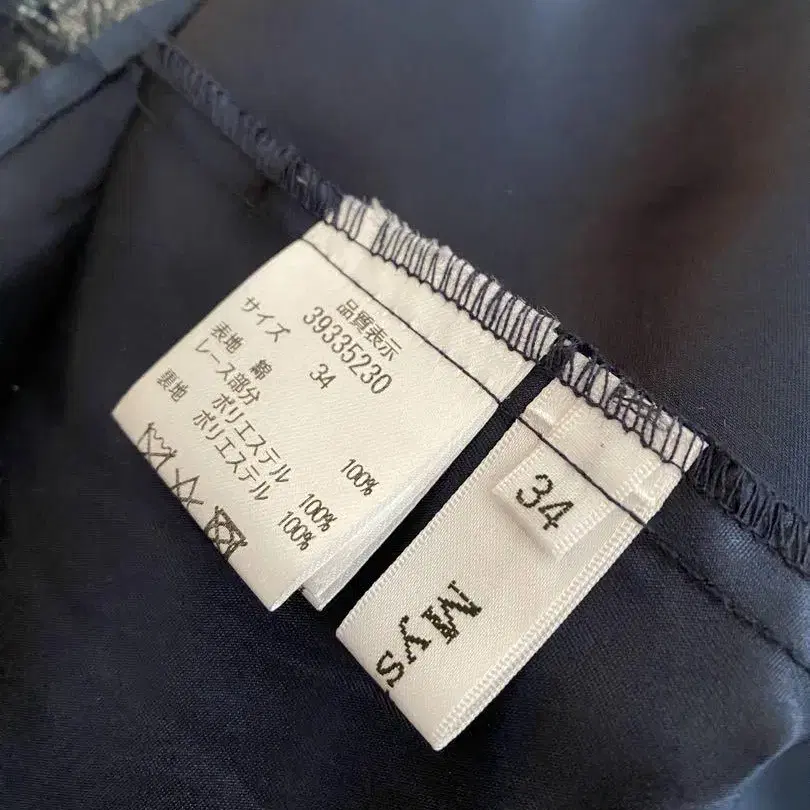 品質表示
39335230
サイズ 34
表地 綿 100%
レース部分
ポリエステル 100%
裏地 ポリエステル 100%
34
Mys